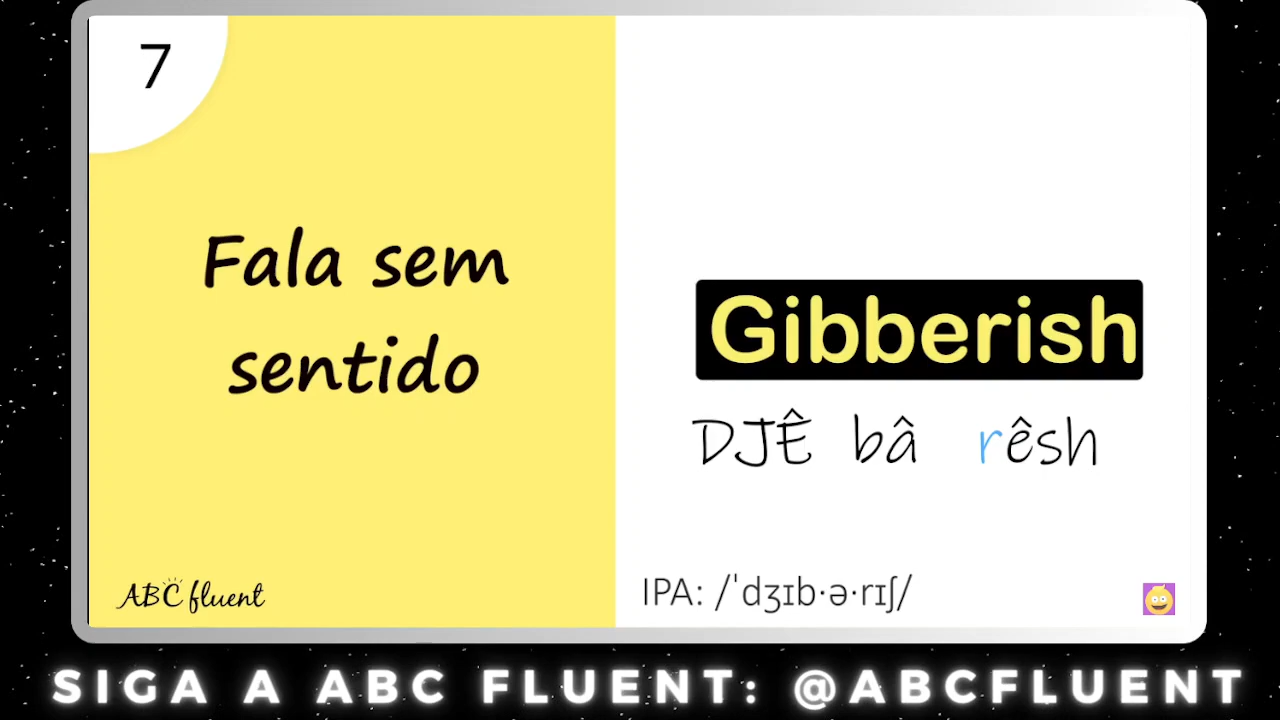 7
Fala sem
sentido
Gibberish
DJÊ bâ rêsh
ABC fluent
IPA: /ˈdʒɪb·ə·rɪʃ/
SIGA A ABC FLUENT: @ABCFLUENT